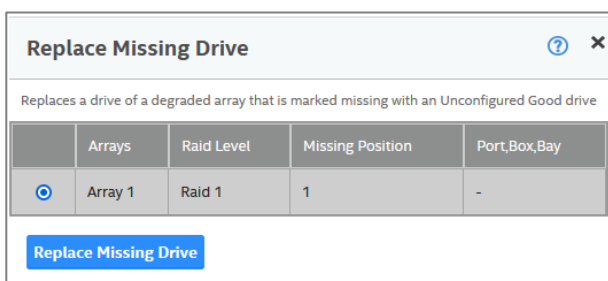 Replace Missing Drive
Replaces a drive of a degraded array that is marked missing with an Unconfigured Good drive
Arrays Raid Level Missing Position Port,Box,Bay
Array 1 Raid 1 1 -
Replace Missing Drive